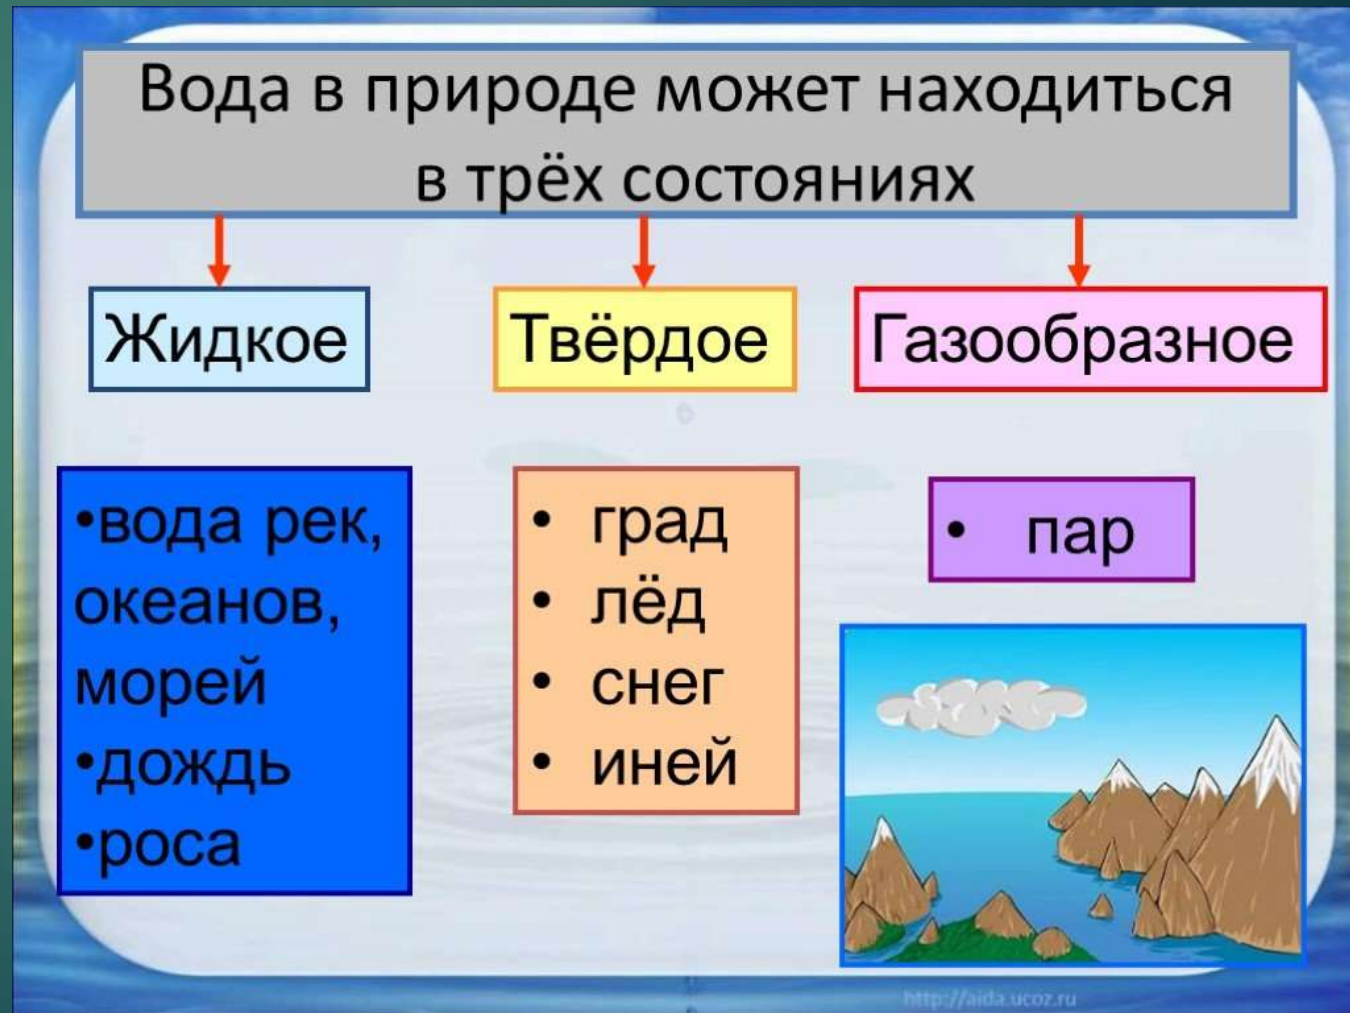 Вода в природе может находиться
в трёх состояниях
Жидкое
Твёрдое
Газообразное
•вода рек,
океанов,
морей
•дождь
•роса
• град
• лёд
• снег
• иней
• пар
http://aida.ucoz.ru